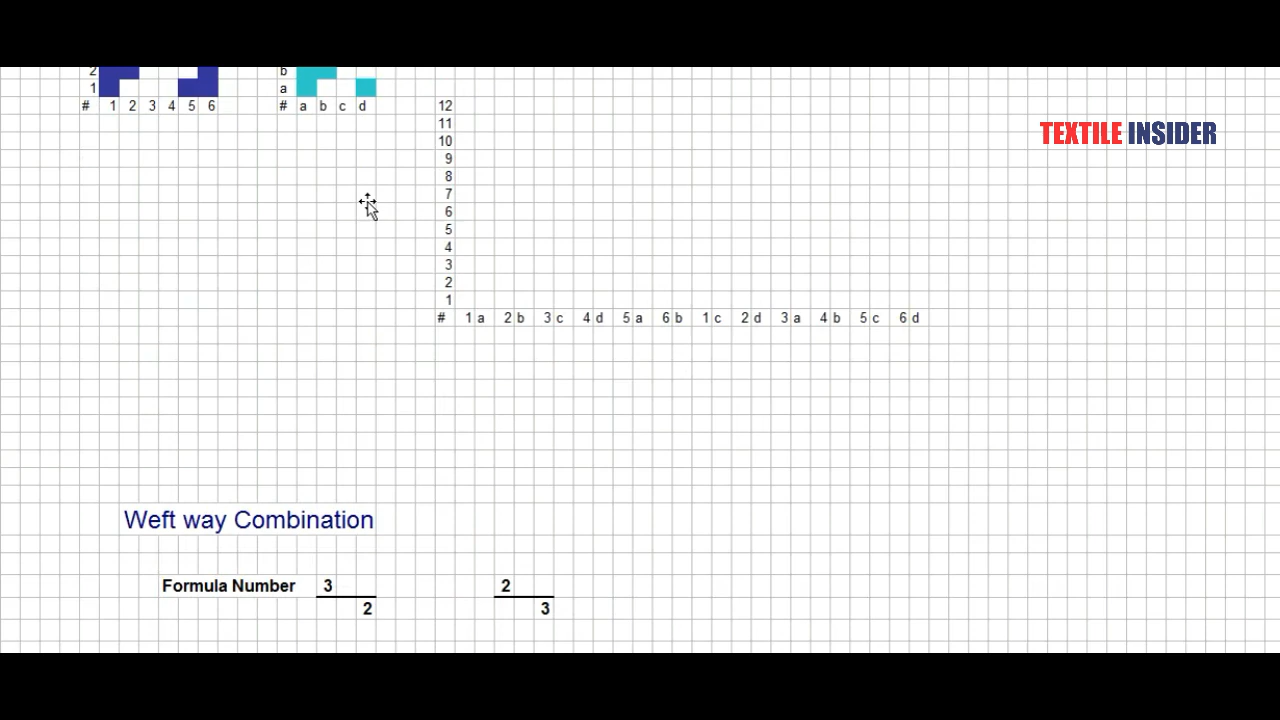 2 b
1 a
# 1 2 3 4 5 6 # a b c d 12
11
TEXTILE INSIDER
10
9
8
7
6
5
4
3
2
1
# 1 a 2 b 3 c 4 d 5 a 6 b 1 c 2 d 3 a 4 b 5 c 6 d
Weft way Combination
Formula Number 3 2
2 3